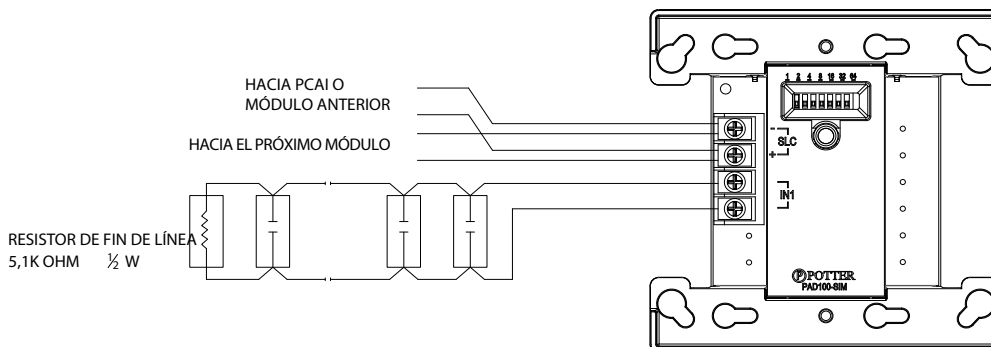 HACIA PCAI O
MÓDULO ANTERIOR
HACIA EL PRÓXIMO MÓDULO
RESISTOR DE FIN DE LÍNEA
5,1K OHM ½ W
1 2 4 8 16 32 64
- SLC
+
IN1
POTTER
PAD100-SIM